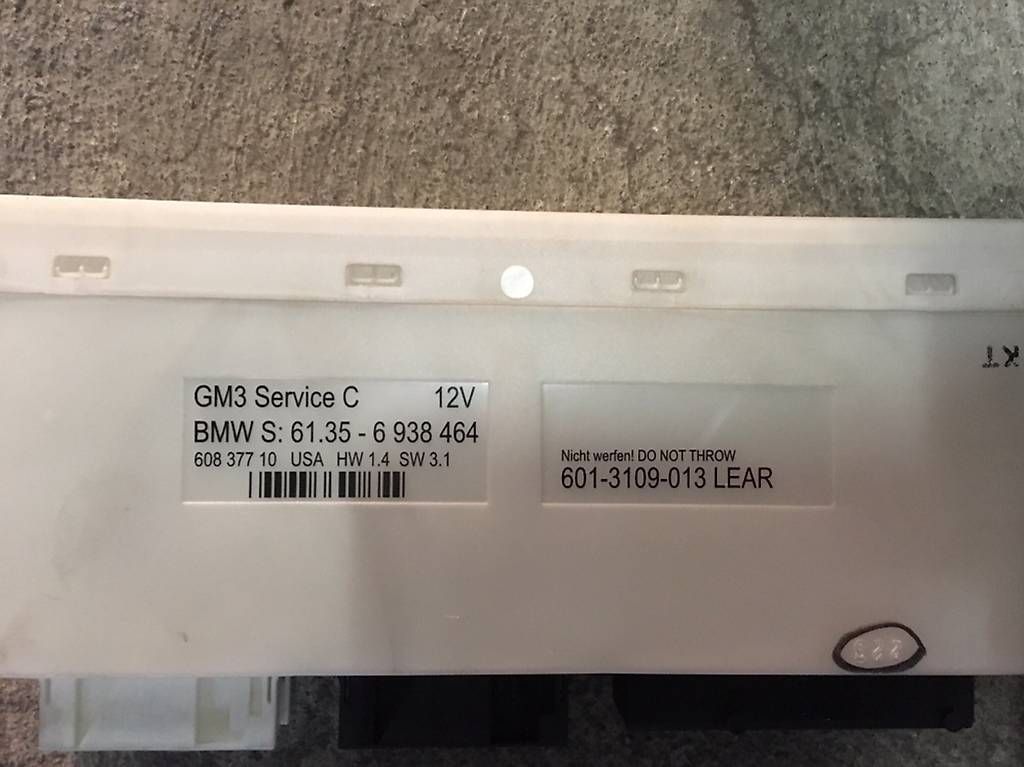 GM3 Service C 12V
BMW S: 61.35 - 6 938 464
608 377 10 USA HW 1.4 SW 3.1
Nicht werfen! DO NOT THROW
601-3109-013 LEAR